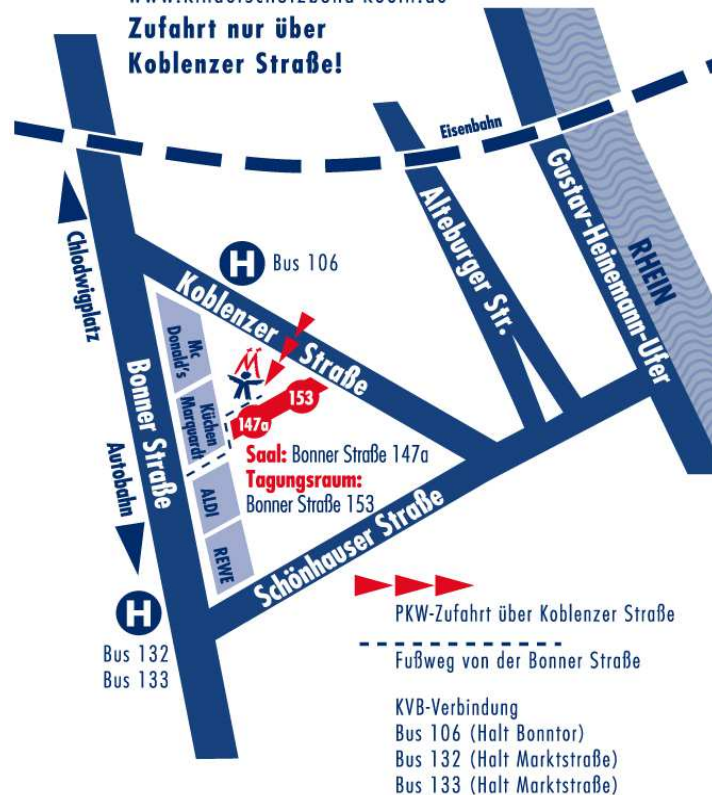 Zufahrt nur über
Koblenzer Straße!
Eisenbahn
Gustav-Heinemann-Ufer
RHEIN
Alteburger Str.
Chlodwigplatz
H Bus 106
Koblenzer Straße
Mc
Donald's
Bonner Straße
Küchen
Marquardt
153
147a
Saal: Bonner Straße 147a
Tagungsraum:
Bonner Straße 153
Autobahn
ALDI
REWE
Schönhauser Straße
H
Bus 132
Bus 133
PKW-Zufahrt über Koblenzer Straße
Fußweg von der Bonner Straße
KVB-Verbindung
Bus 106 (Halt Bonntor)
Bus 132 (Halt Marktstraße)
Bus 133 (Halt Marktstraße)